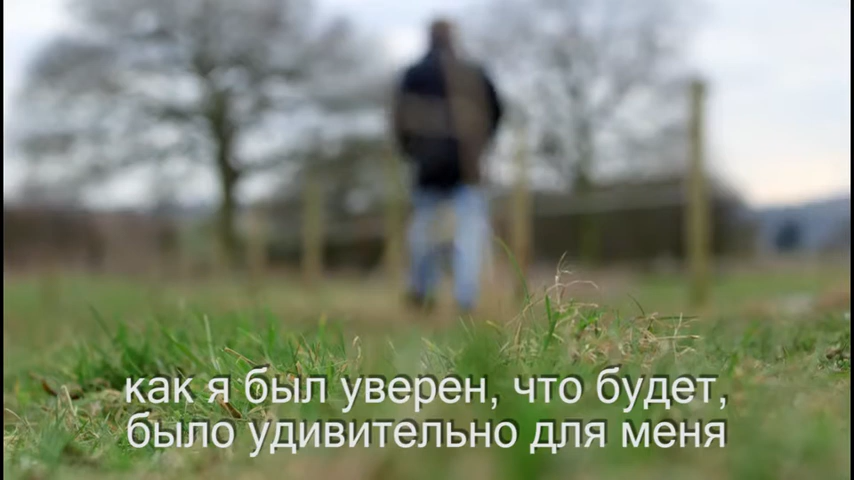 как я был уверен, что будет,
было удивительно для меня